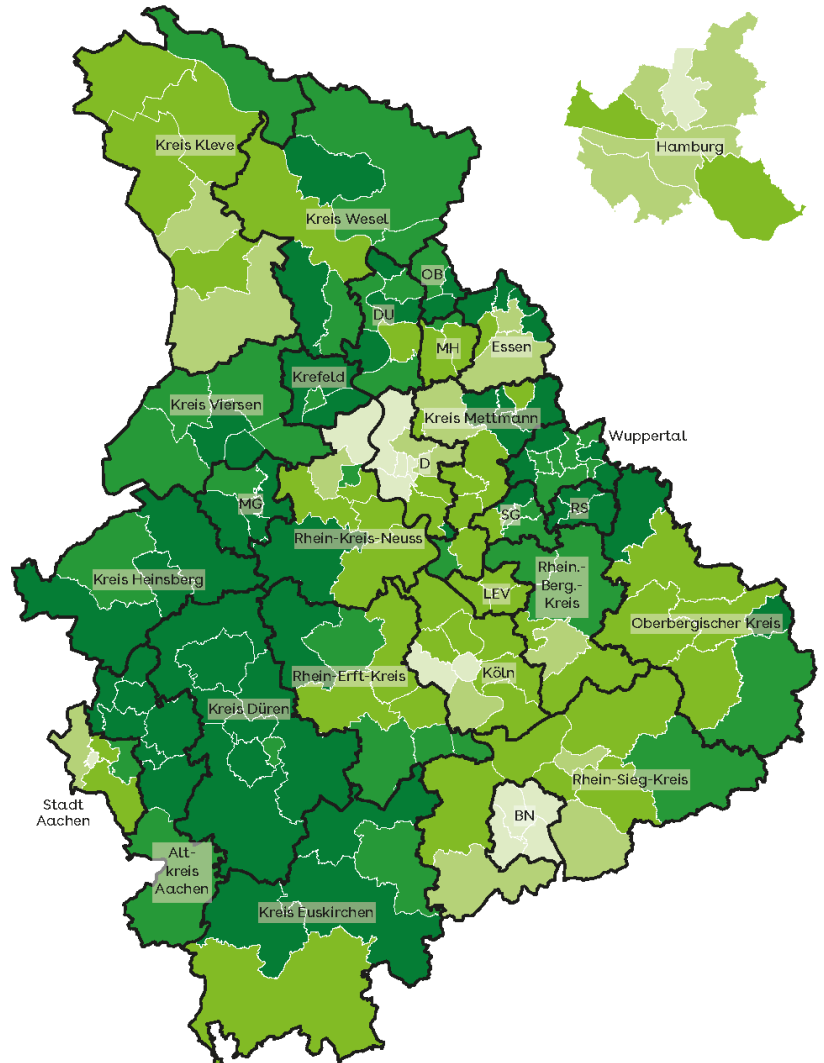 Kreis Kleve
Hamburg
Kreis Wesel
OB
DU
MH
Essen
Krefeld
Kreis Viersen
Kreis Mettmann
Wuppertal
D
MG
SG
RS
Rhein-Kreis-Neuss
Rhein.-
Berg.-
Kreis
Kreis Heinsberg
LEV
Oberbergischer Kreis
Rhein-Erft-Kreis
Köln
Kreis Düren
Rhein-Sieg-Kreis
Stadt
Aachen
BN
Alt-
kreis
Aachen
Kreis Euskirchen